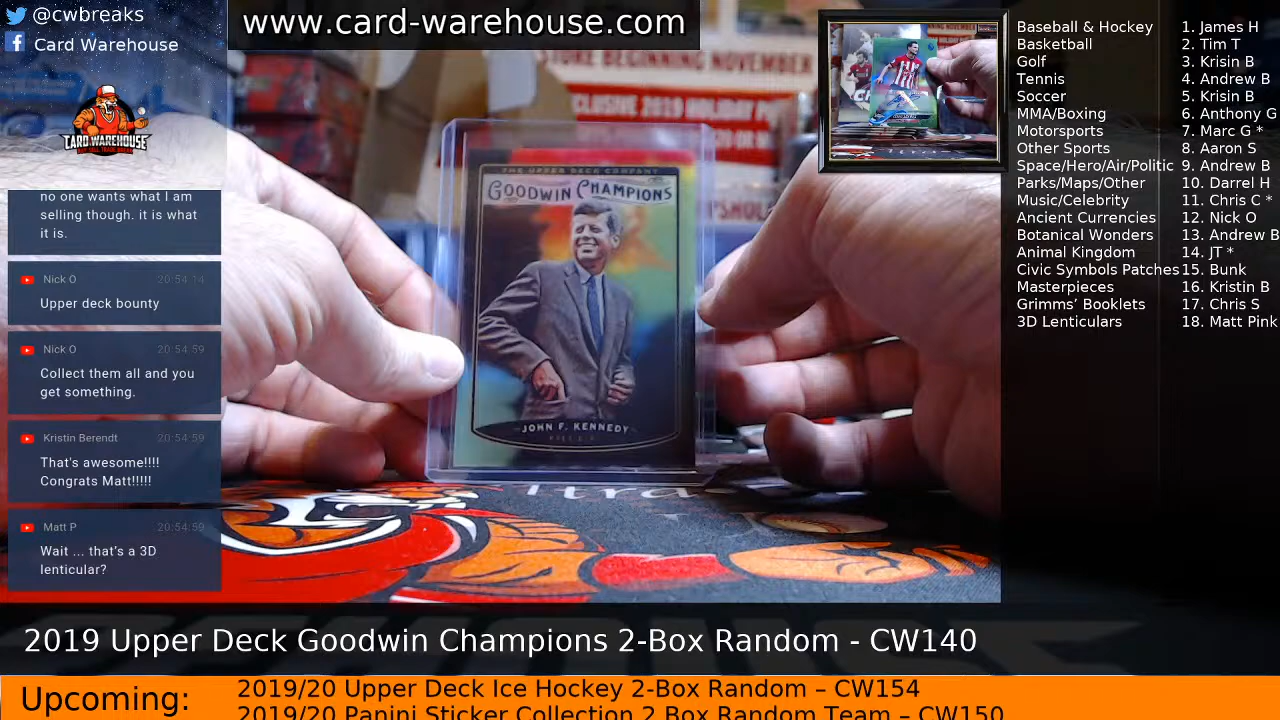 @cwbreaks
Card Warehouse
www.card-warehouse.com
CARD WAREHOUSE
no one wants what I am
selling though. it is what
it is.
Nick O 20:54:14
Upper deck bounty
Nick O 20:54:59
Collect them all and you
get something.
Kristin Berendt 20:54:59
That's awesome!!!!
Congrats Matt!!!!!
Matt P 20:54:59
Wait ... that's a 3D
lenticular?
STORE BEGINNING NOVEMBER
EXCLUSIVE 2019 HOLIDAY
THE UPPER DECK COMPANY
GOODWIN CHAMPIONS
JOHN F. KENNEDY
Baseball & Hockey 1. James H
Basketball 2. Tim T
Golf 3. Krisin B
Tennis 4. Andrew B
Soccer 5. Krisin B
MMA/Boxing 6. Anthony G
Motorsports 7. Marc G *
Other Sports 8. Aaron S
Space/Hero/Air/Politic 9. Andrew B
Parks/Maps/Other 10. Darrel H
Music/Celebrity 11. Chris C *
Ancient Currencies 12. Nick O
Botanical Wonders 13. Andrew B
Animal Kingdom 14. JT *
Civic Symbols Patches 15. Bunk
Masterpieces 16. Kristin B
Grimms' Booklets 17. Chris S
3D Lenticulars 18. Matt Pink
2019 Upper Deck Goodwin Champions 2-Box Random - CW140
Upcoming:
2019/20 Upper Deck Ice Hockey 2-Box Random – CW154
2019/20 Panini Sticker Collection 2 Box Random Team – CW150